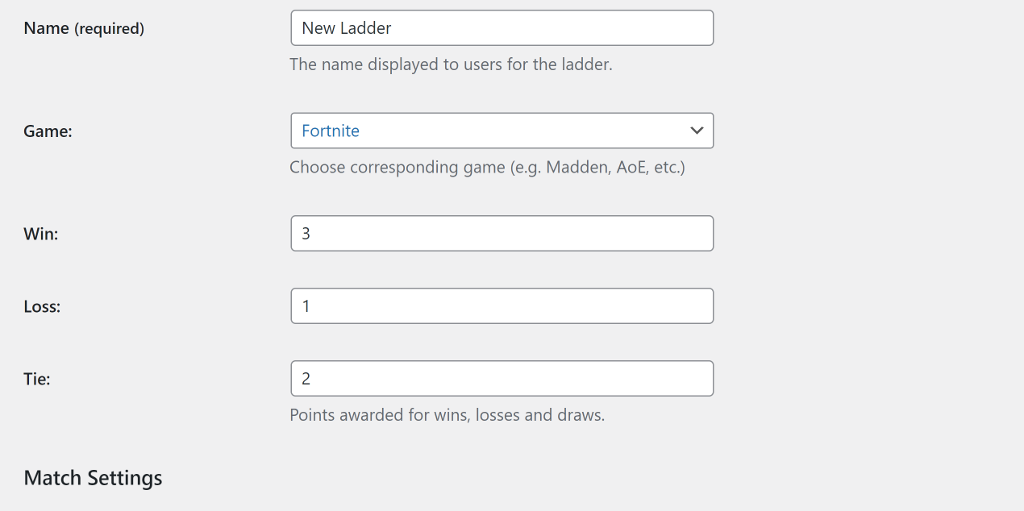 Name (required)
New Ladder
The name displayed to users for the ladder.
Game:
Fortnite
Choose corresponding game (e.g. Madden, AoE, etc.)
Win:
3
Loss:
1
Tie:
2
Points awarded for wins, losses and draws.
Match Settings